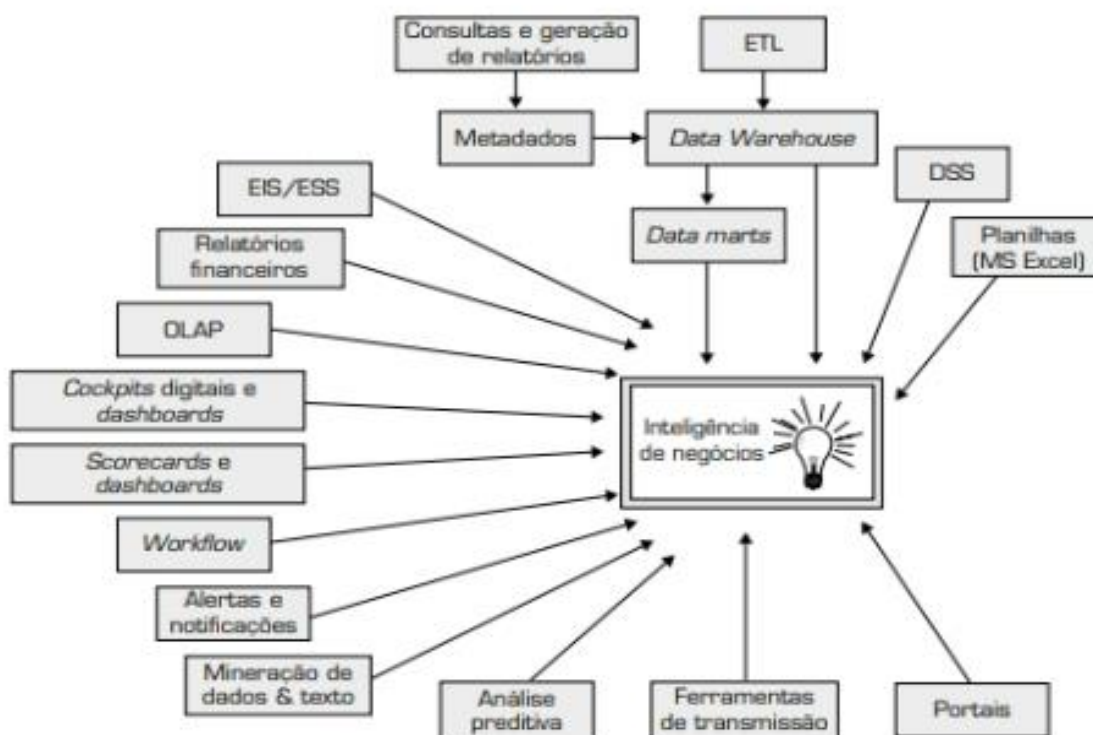 Consultas e geração
de relatórios
ETL
Metadados
Data Warehouse
DSS
EIS/ESS
Data marts
Planilhas
(MS Excel)
Relatórios
financeiros
OLAP
Cockpits digitais e
dashboards
Inteligência
de negócios
Scorecards e
dashboards
Workflow
Alertas e
notificações
Mineração de
dados & texto
Análise
preditiva
Ferramentas
de transmissão
Portais